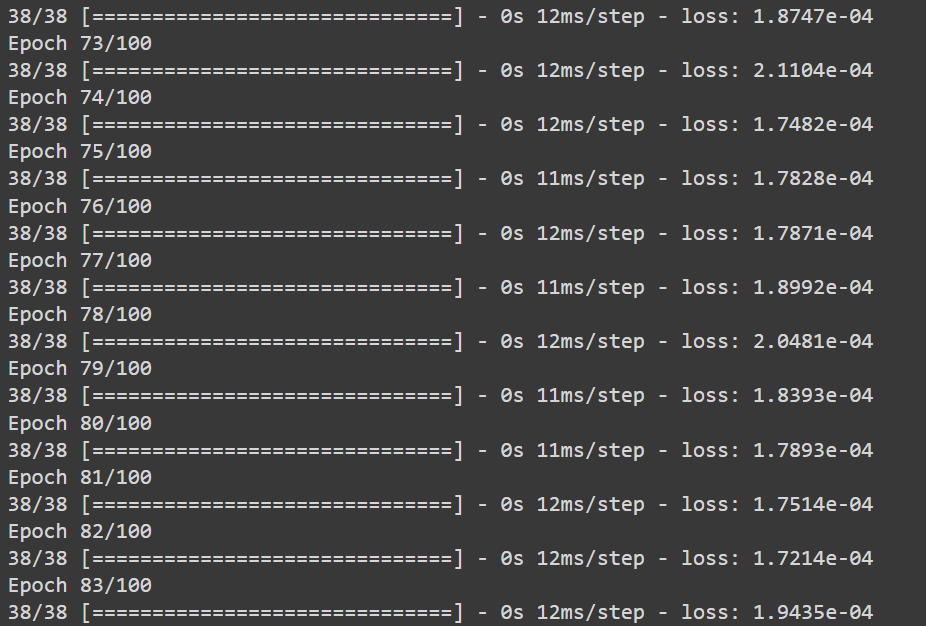 38/38 [==============================] - 0s 12ms/step - loss: 1.8747e-04
Epoch 73/100
38/38 [==============================] - 0s 12ms/step - loss: 2.1104e-04
Epoch 74/100
38/38 [==============================] - 0s 12ms/step - loss: 1.7482e-04
Epoch 75/100
38/38 [==============================] - 0s 11ms/step - loss: 1.7828e-04
Epoch 76/100
38/38 [==============================] - 0s 12ms/step - loss: 1.7871e-04
Epoch 77/100
38/38 [==============================] - 0s 11ms/step - loss: 1.8992e-04
Epoch 78/100
38/38 [==============================] - 0s 12ms/step - loss: 2.0481e-04
Epoch 79/100
38/38 [==============================] - 0s 11ms/step - loss: 1.8393e-04
Epoch 80/100
38/38 [==============================] - 0s 11ms/step - loss: 1.7893e-04
Epoch 81/100
38/38 [==============================] - 0s 12ms/step - loss: 1.7514e-04
Epoch 82/100
38/38 [==============================] - 0s 12ms/step - loss: 1.7214e-04
Epoch 83/100
38/38 [==============================] - 0s 12ms/step - loss: 1.9435e-04